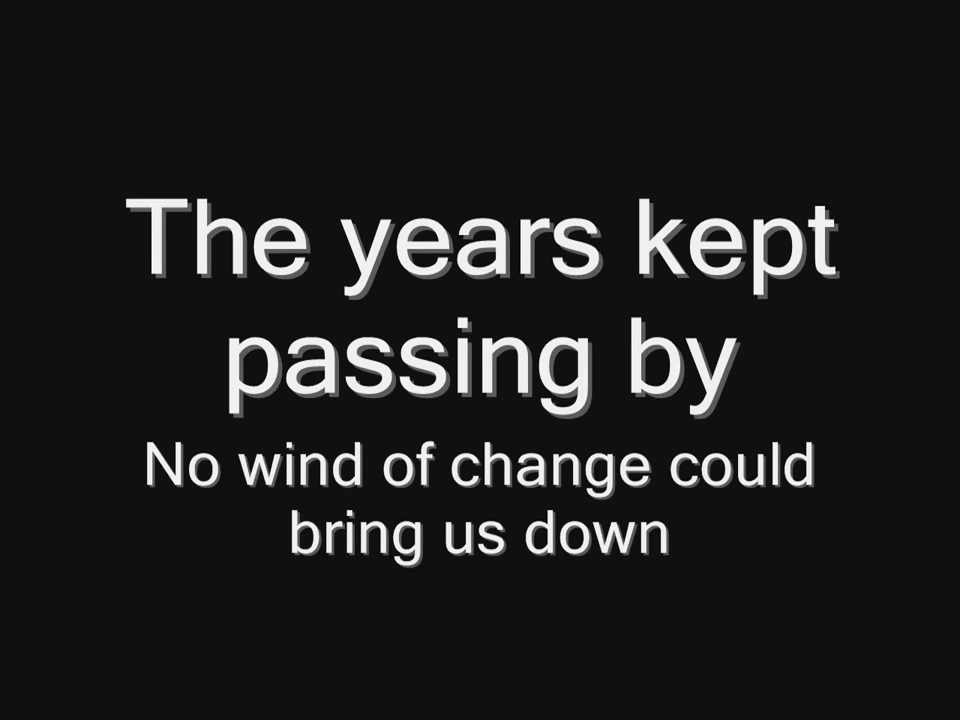 The years kept
passing by
No wind of change could
bring us down